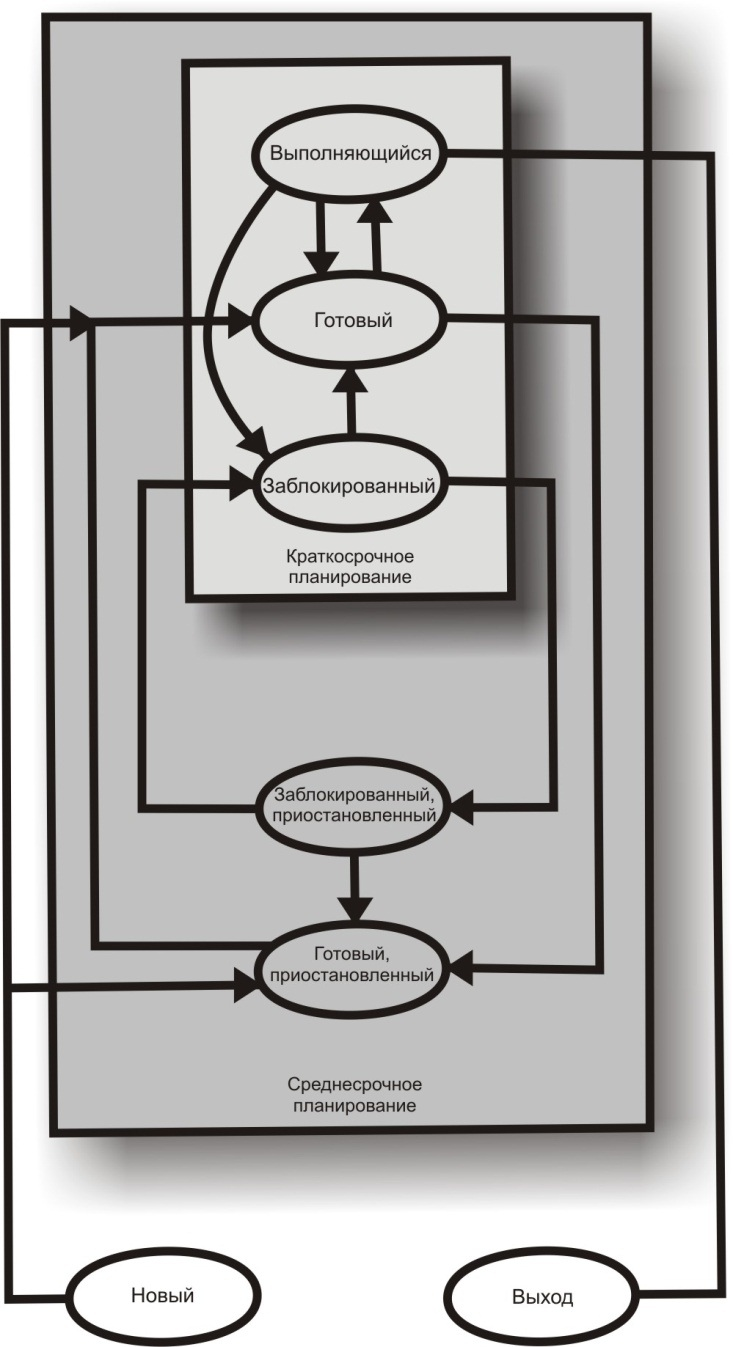 Выполняющийся
Готовый
Заблокированный
Краткосрочное
планирование
Заблокированный,
приостановленный
Готовый,
приостановленный
Среднесрочное
планирование
Новый
Выход